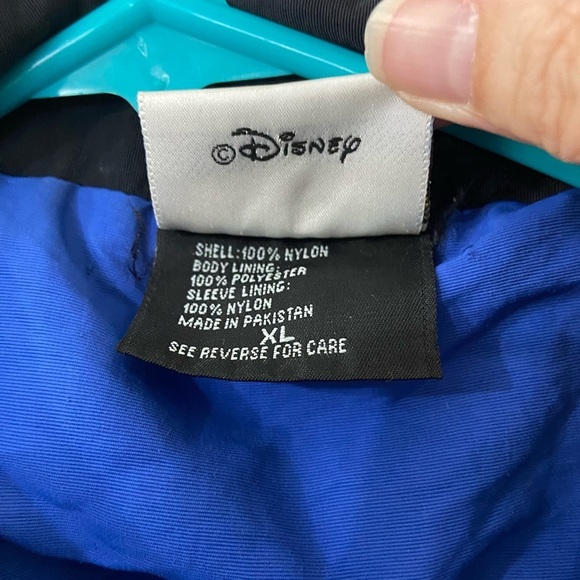 © Disney
SHELL: 100% NYLON
BODY LINING:
100% POLYESTER
SLEEVE LINING:
100% NYLON
MADE IN PAKISTAN
XL
SEE REVERSE FOR CARE